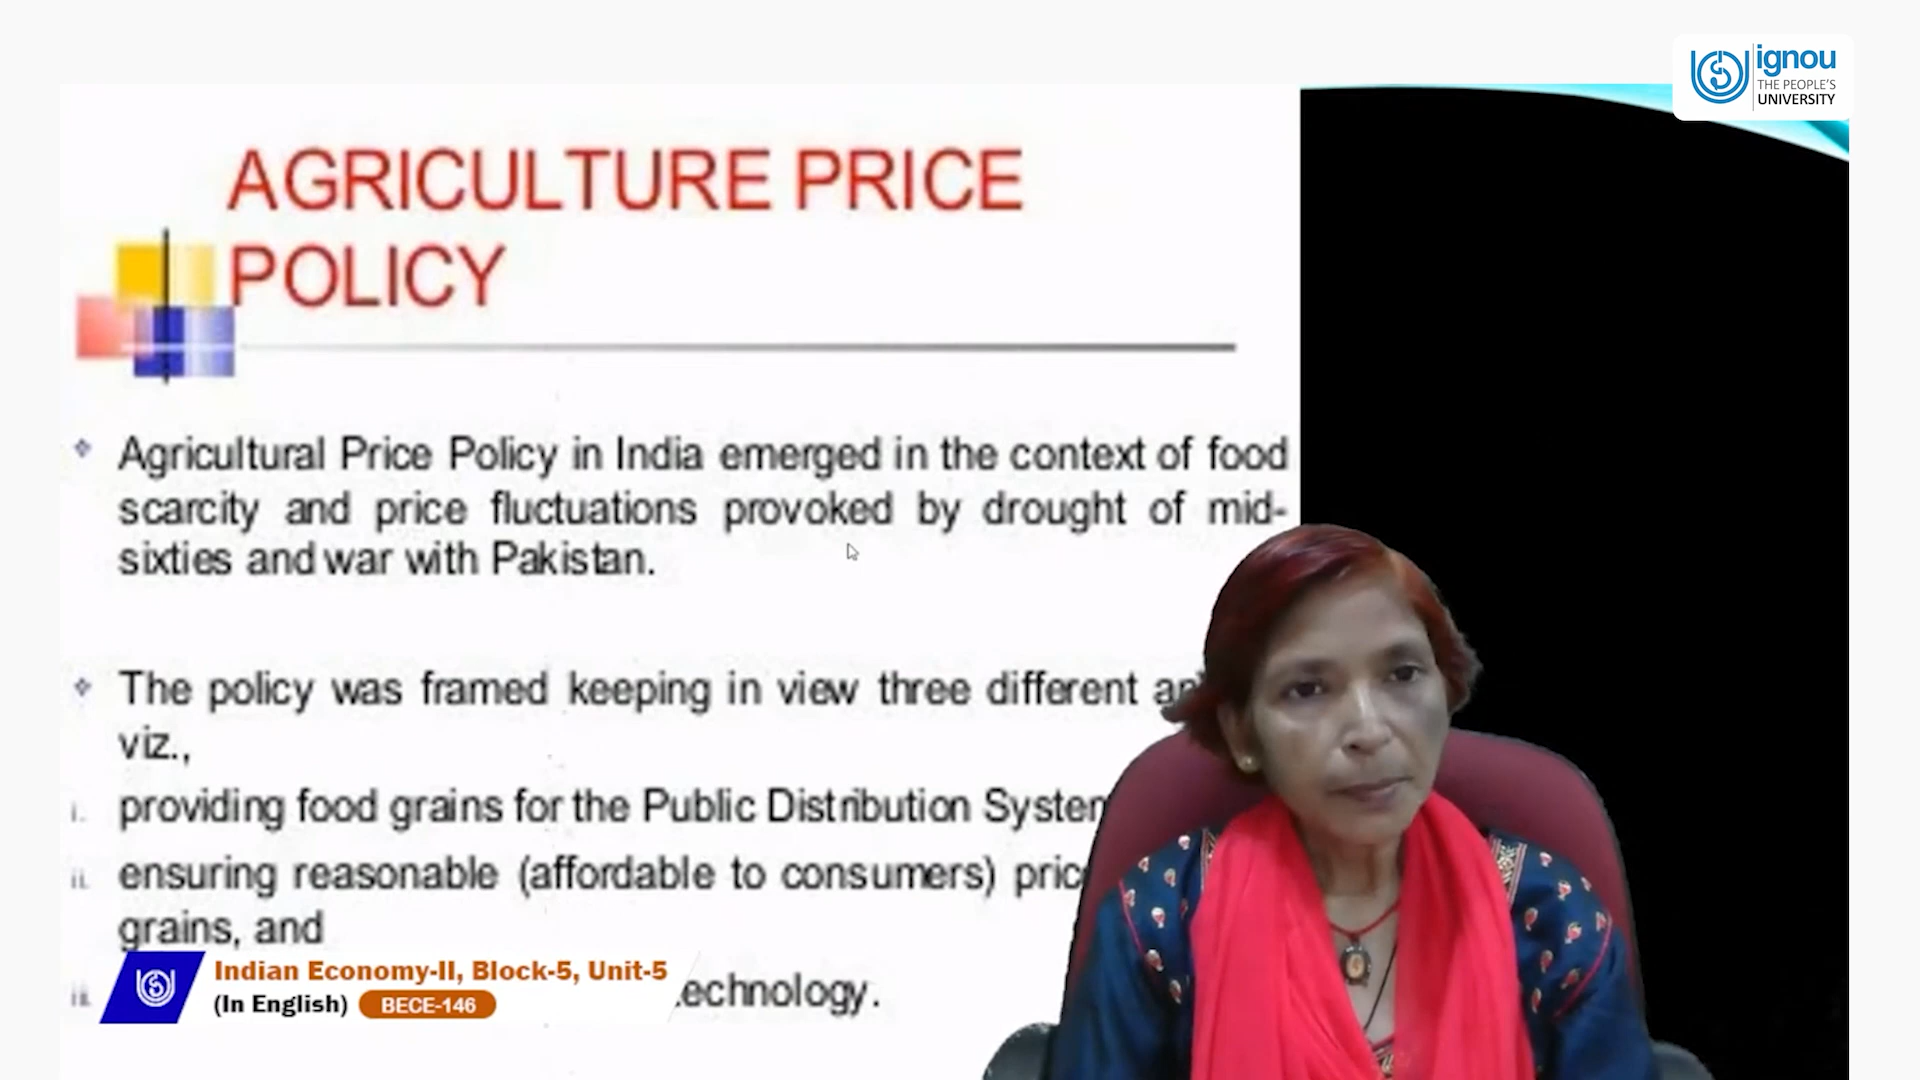 ignou
THE PEOPLE'S
UNIVERSITY
AGRICULTURE PRICE
POLICY
Agricultural Price Policy in India emerged in the context of food
scarcity and price fluctuations provoked by drought of mid-
sixties and war with Pakistan.
The policy was framed keeping in view three different
viz.,
i. providing food grains for the Public Distribution System
ii. ensuring reasonable (affordable to consumers)
grains, and
iii. technology.
Indian Economy-II, Block-5, Unit-5
(In English) BECE-146